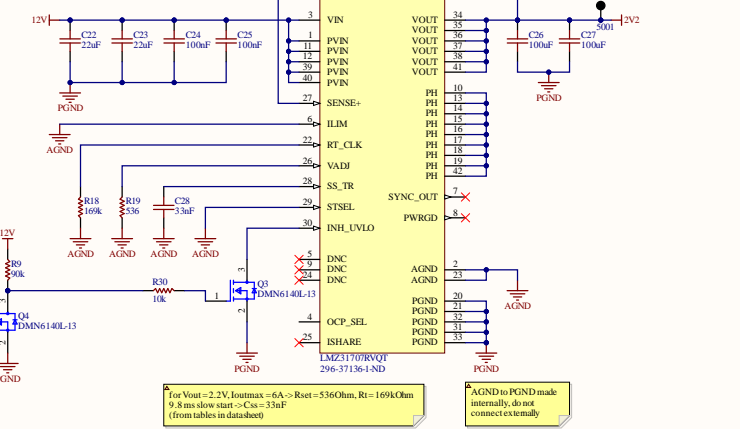 12V
C22
22uF
C23
22uF
C24
100nF
C25
100nF
PGND
3
VIN
1
PVIN
11
PVIN
12
PVIN
39
PVIN
40
PVIN
27
SENSE+
6
ILIM
AGND
22
RT_CLK
26
VADJ
28
SS_TR
29
STSEL
30
INH_UVLO
R18
169k
R19
536
C28
33nF
AGND
AGND
AGND
AGND
5
DNC
9
DNC
24
DNC
4
OCP_SEL
25
ISHARE
VOUT
34
VOUT
35
VOUT
36
VOUT
37
VOUT
38
VOUT
41
C26
100uF
C27
100uF
5001
2V2
PGND
PH
10
PH
13
PH
14
PH
15
PH
16
PH
17
PH
18
PH
19
PH
42
SYNC_OUT
7
PWRGD
8
AGND
2
AGND
23
AGND
PGND
20
PGND
21
PGND
32
PGND
31
PGND
33
PGND
LMZ31707RVQT
296-37136-1-ND
12V
R9
90k
3
Q4
DMN6140L-13
2
GND
R30
10k
1
3
Q3
DMN6140L-13
2
PGND
for Vout=2.2V, Ioutmax =6A-> Rset=536Ohm, Rt=169kOhm
9.8 ms slow start->Css=33nF
(from tables in datasheet)
AGND to PGND made
internally, do not
connect externally